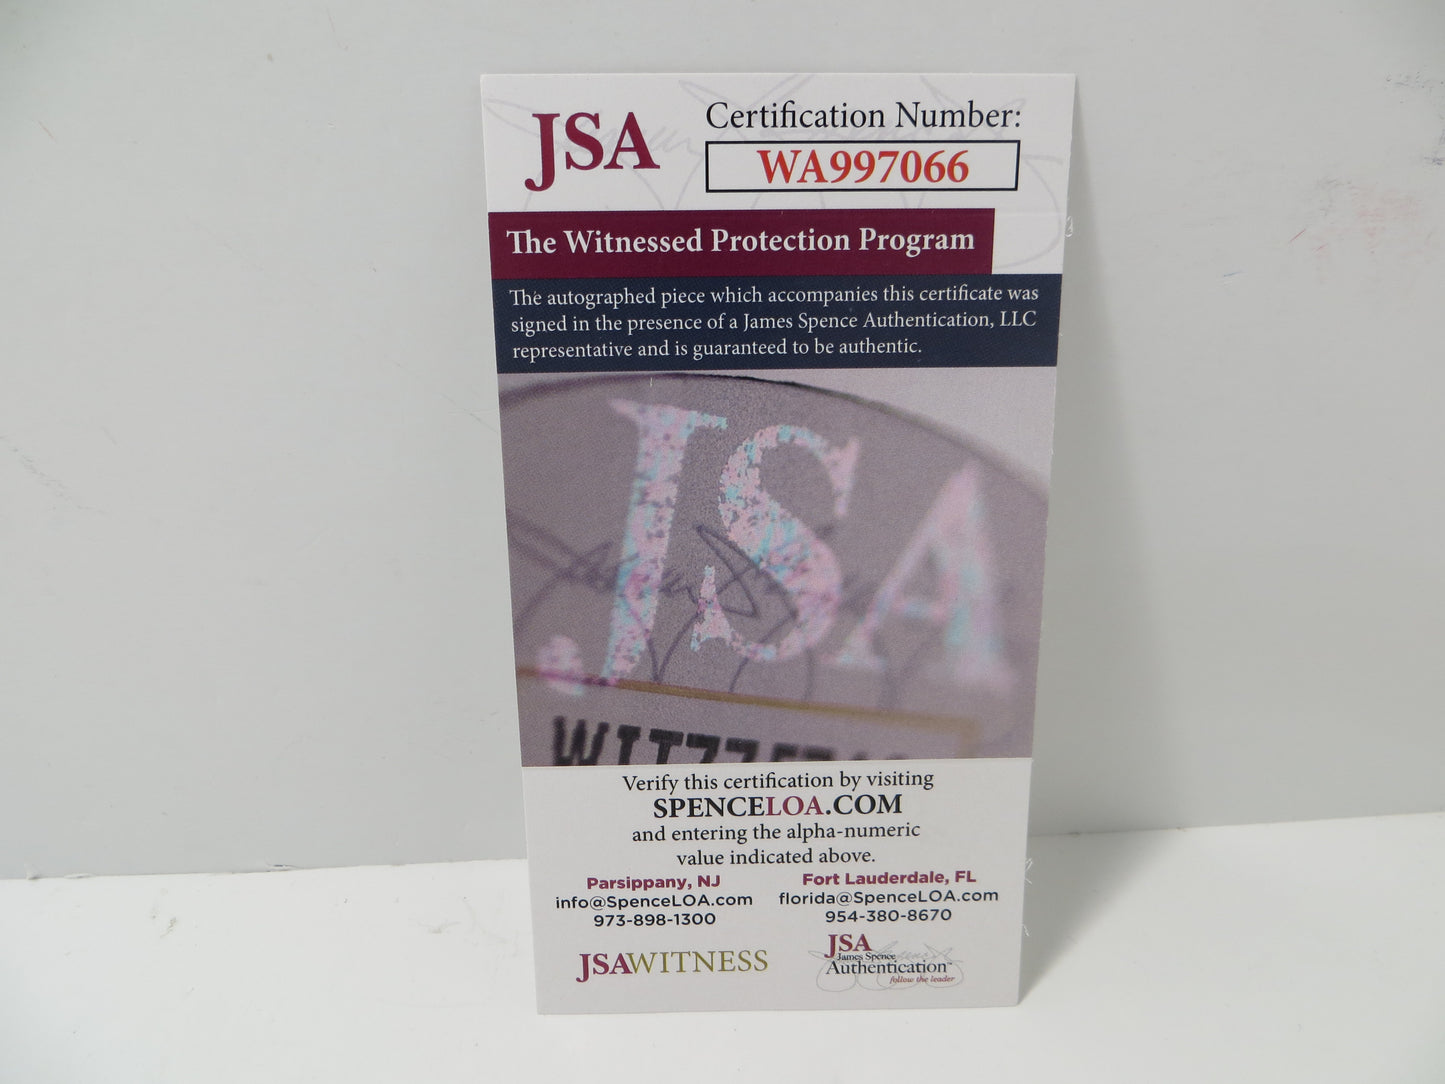 JSA
Certification Number:
WA997066
The Witnessed Protection Program
The autographed piece which accompanies this certificate was
signed in the presence of a James Spence Authentication, LLC
representative and is guaranteed to be authentic.
JSA
Verify this certification by visiting
SPENCELOA.COM
and entering the alpha-numeric
value indicated above.
Parsippany, NJ
info@SpenceLOA.com
973-898-1300
Fort Lauderdale, FL
florida@SpenceLOA.com
954-380-8670
JSAWITNESS
JSA
James Spence
Authentication™
follow the leader